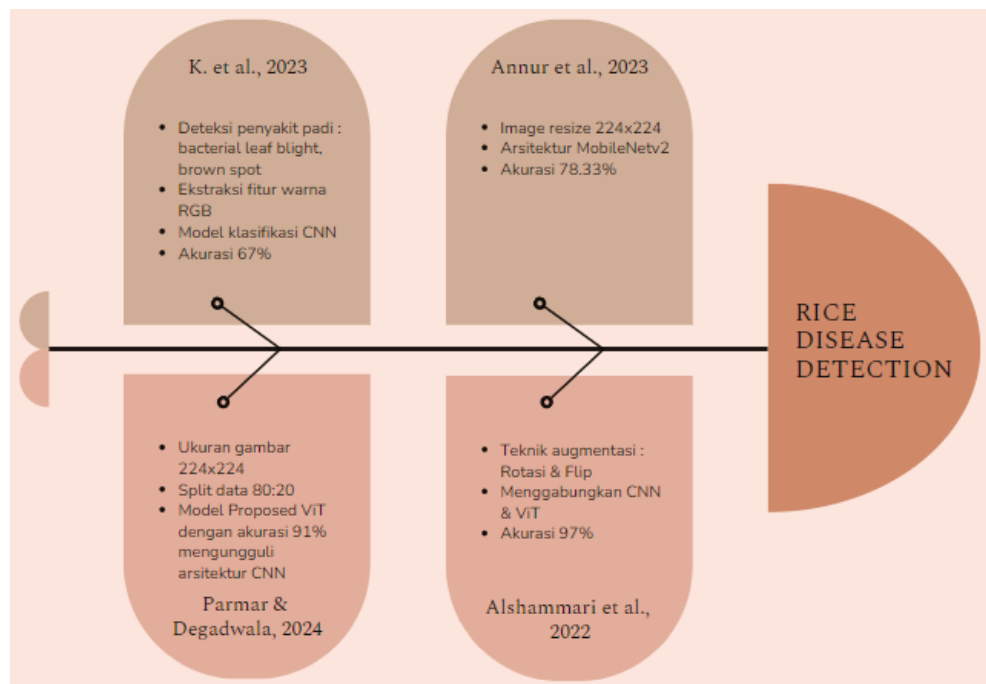 K. et al., 2023
• Deteksi penyakit padi :
bacterial leaf blight,
brown spot
• Ekstraksi fitur warna
RGB
• Model klasifikasi CNN
• Akurasi 67%
Annur et al., 2023
• Image resize 224x224
• Arsitektur MobileNetv2
• Akurasi 78.33%
RICE
DISEASE
DETECTION
• Ukuran gambar
224x224
• Split data 80:20
• Model Proposed ViT
dengan akurasi 91%
mengungguli
arsitektur CNN
Parmar &
Degadwala, 2024
• Teknik augmentasi :
Rotasi & Flip
• Menggabungkan CNN
& ViT
• Akurasi 97%
Alshammari et al.,
2022